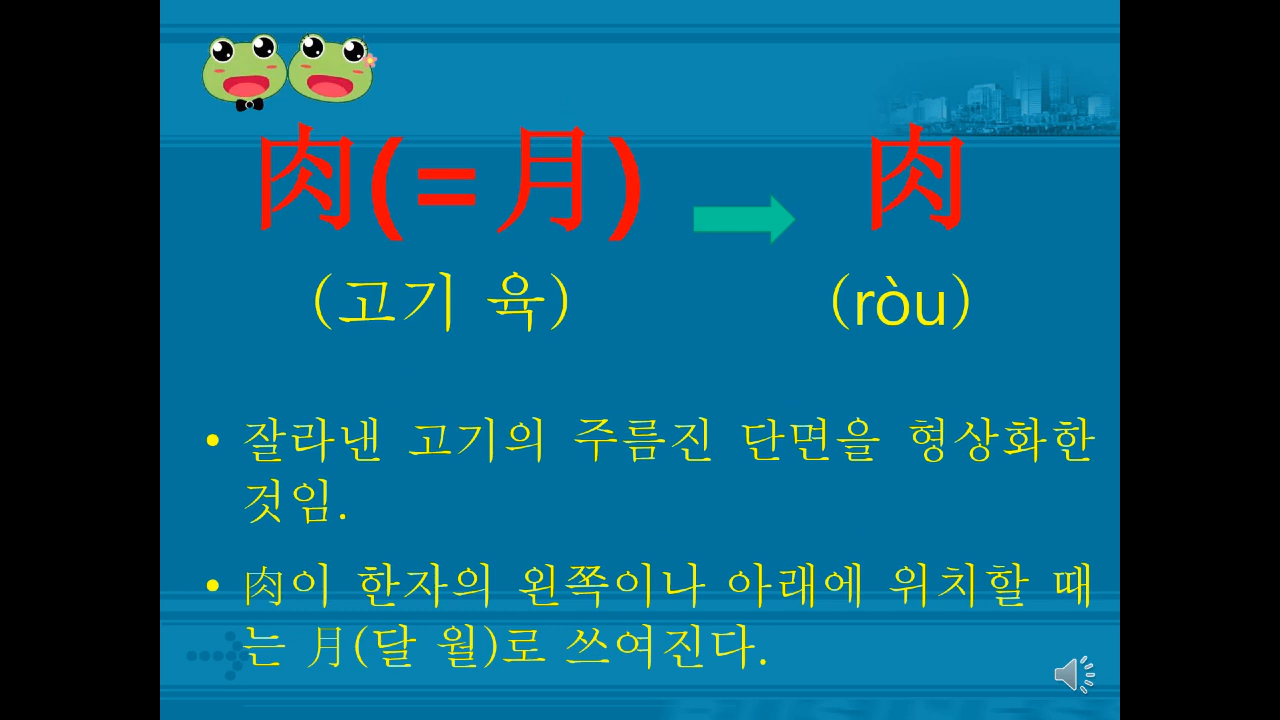 肉(=月) 肉
(고기 육) (ròu)
• 잘라낸 고기의 주름진 단면을 형상화한
것임.
• 肉이 한자의 왼쪽이나 아래에 위치할 때
는 月(달 월)로 쓰여진다.